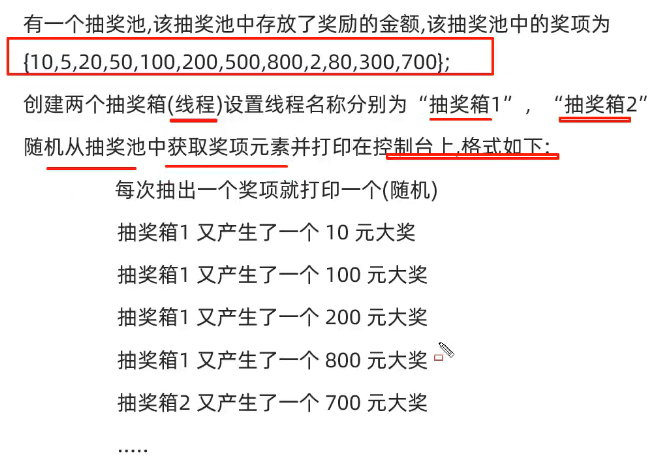 有一个抽奖池,该抽奖池中存放了奖励的金额,该抽奖池中的奖项为
{10,5,20,50,100,200,500,800,2,80,300,700};
创建两个抽奖箱(线程)设置线程名称分别为“抽奖箱1”，“抽奖箱2”
随机从抽奖池中获取奖项元素并打印在控制台上,格式如下:
每次抽出一个奖项就打印一个(随机)
抽奖箱1 又产生了一个 10 元大奖
抽奖箱1 又产生了一个 100 元大奖
抽奖箱1 又产生了一个 200 元大奖
抽奖箱1 又产生了一个 800 元大奖
抽奖箱2 又产生了一个 700 元大奖
.....